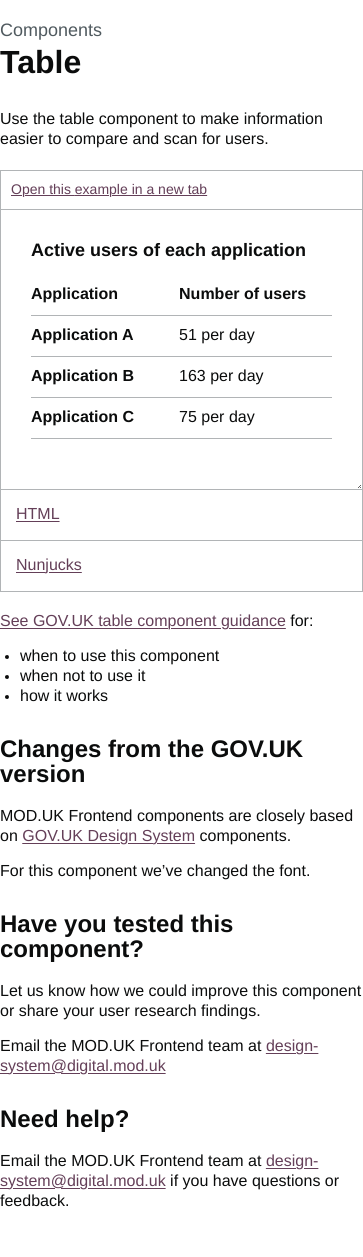 Components
Table
Use the table component to make information
easier to compare and scan for users.
Open this example in a new tab
Active users of each application
Application Number of users
Application A 51 per day
Application B 163 per day
Application C 75 per day
HTML
Nunjucks
See GOV.UK table component guidance for:
• when to use this component
• when not to use it
• how it works
Changes from the GOV.UK
version
MOD.UK Frontend components are closely based
on GOV.UK Design System components.
For this component we’ve changed the font.
Have you tested this
component?
Let us know how we could improve this component
or share your user research findings.
Email the MOD.UK Frontend team at design-
system@digital.mod.uk
Need help?
Email the MOD.UK Frontend team at design-
system@digital.mod.uk if you have questions or
feedback.